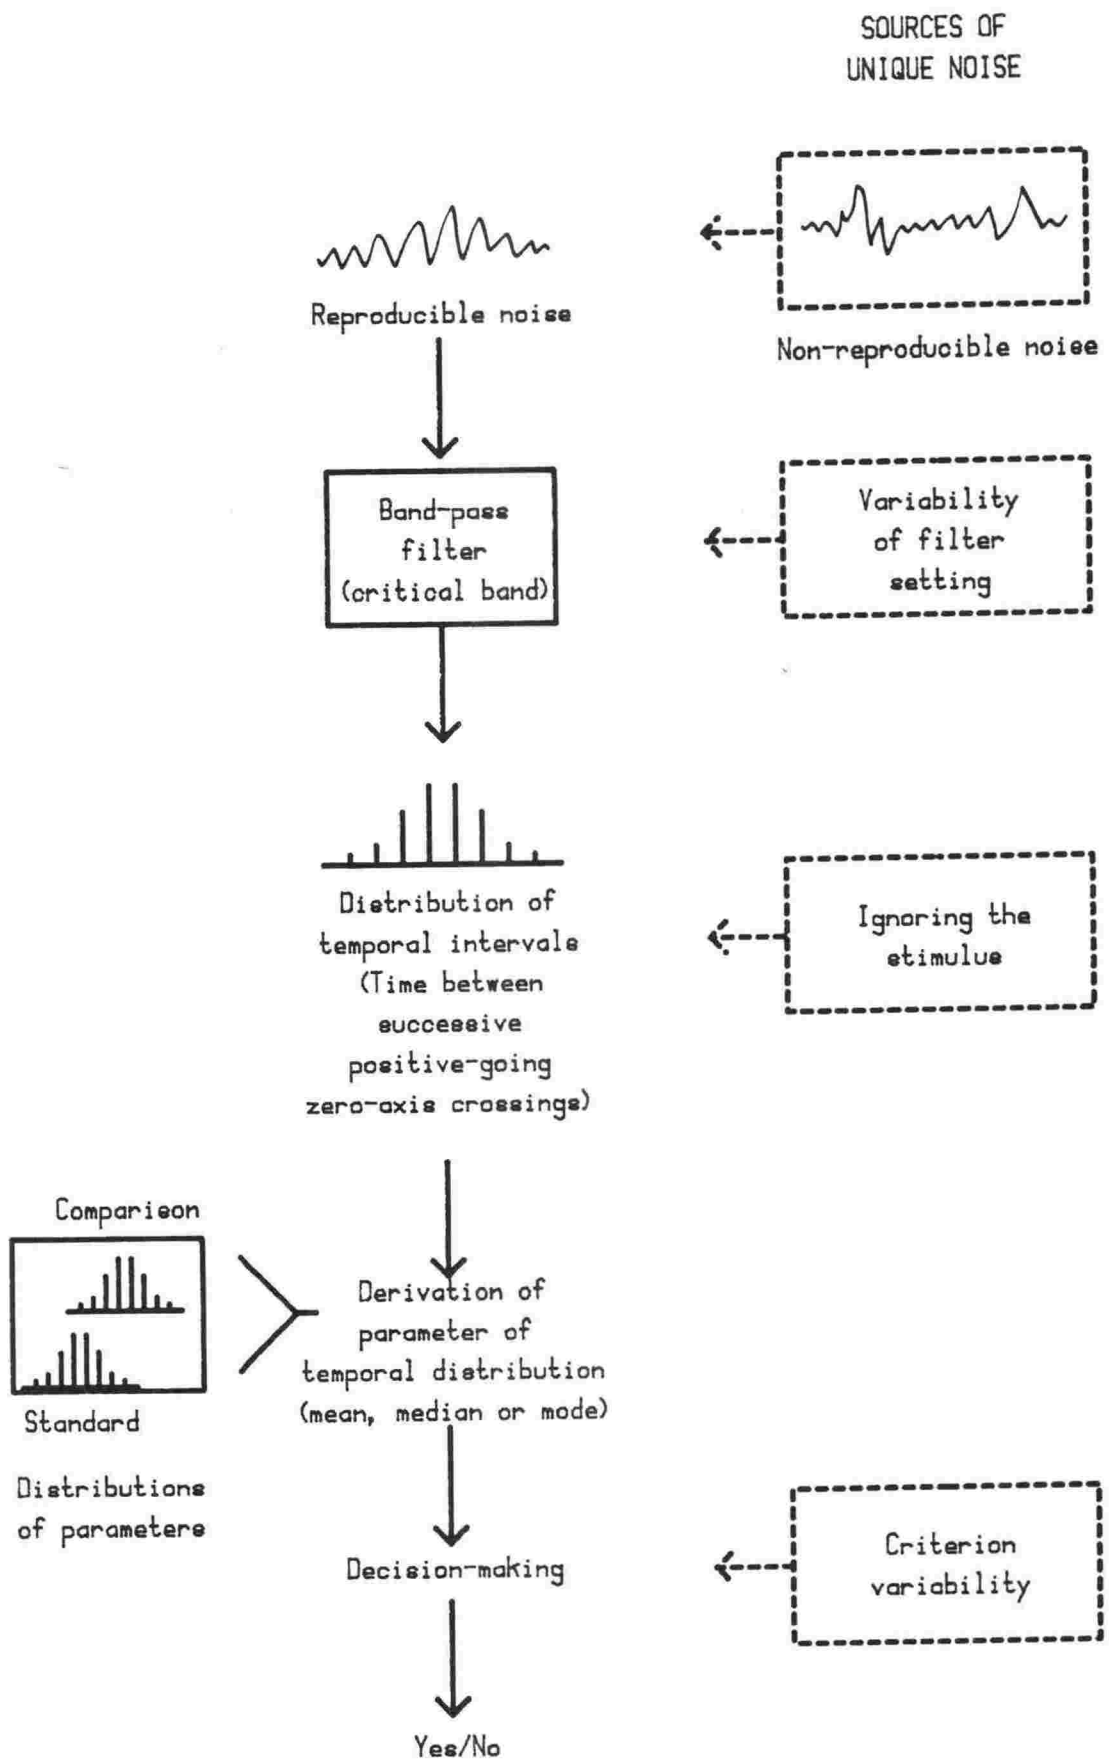 SOURCES OF
UNIQUE NOISE
Reproducible noise
Non-reproducible noise
Band-pass
filter
(critical band)
Variability
of filter
setting
Distribution of
temporal intervals
(Time between
successive
positive-going
zero-axis crossings)
Ignoring the
stimulus
Comparison
Standard
Distributions
of parameters
Derivation of
parameter of
temporal distribution
(mean, median or mode)
Decision-making
Criterion
variability
Yes/No